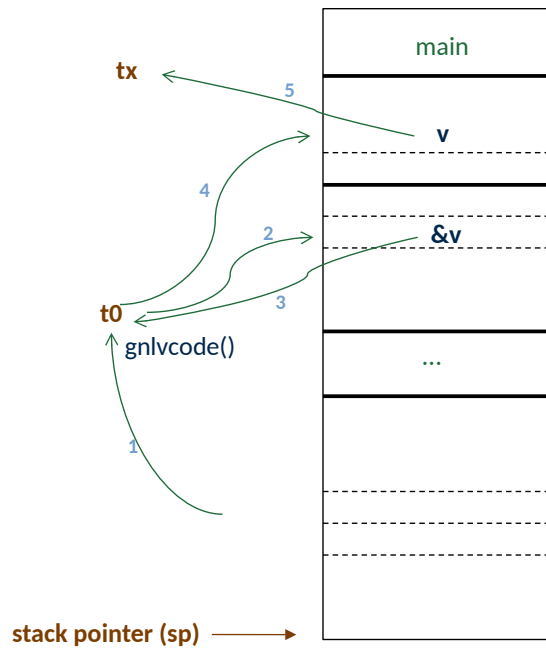 main
tx
5
v
4
2
&v
3
t0
gnlvcode()
...
1
stack pointer (sp)